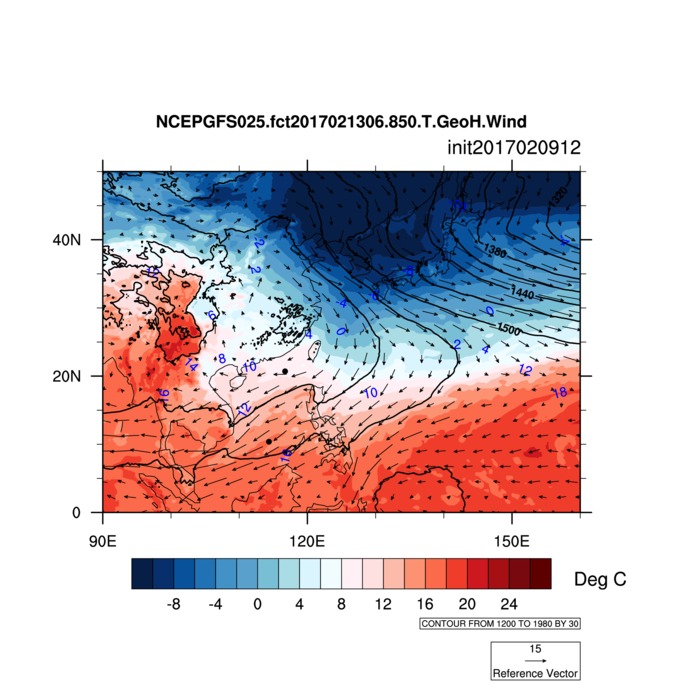 NCEPGFS025.fct2017021306.850.T.GeoH.Wind
init2017020912
1320
1380
40N
1440
1500
20N
0
90E 120E 150E
-8 -4 0 4 8 12 16 20 24 Deg C
CONTOUR FROM 1200 TO 1980 BY 30
15
Reference Vector